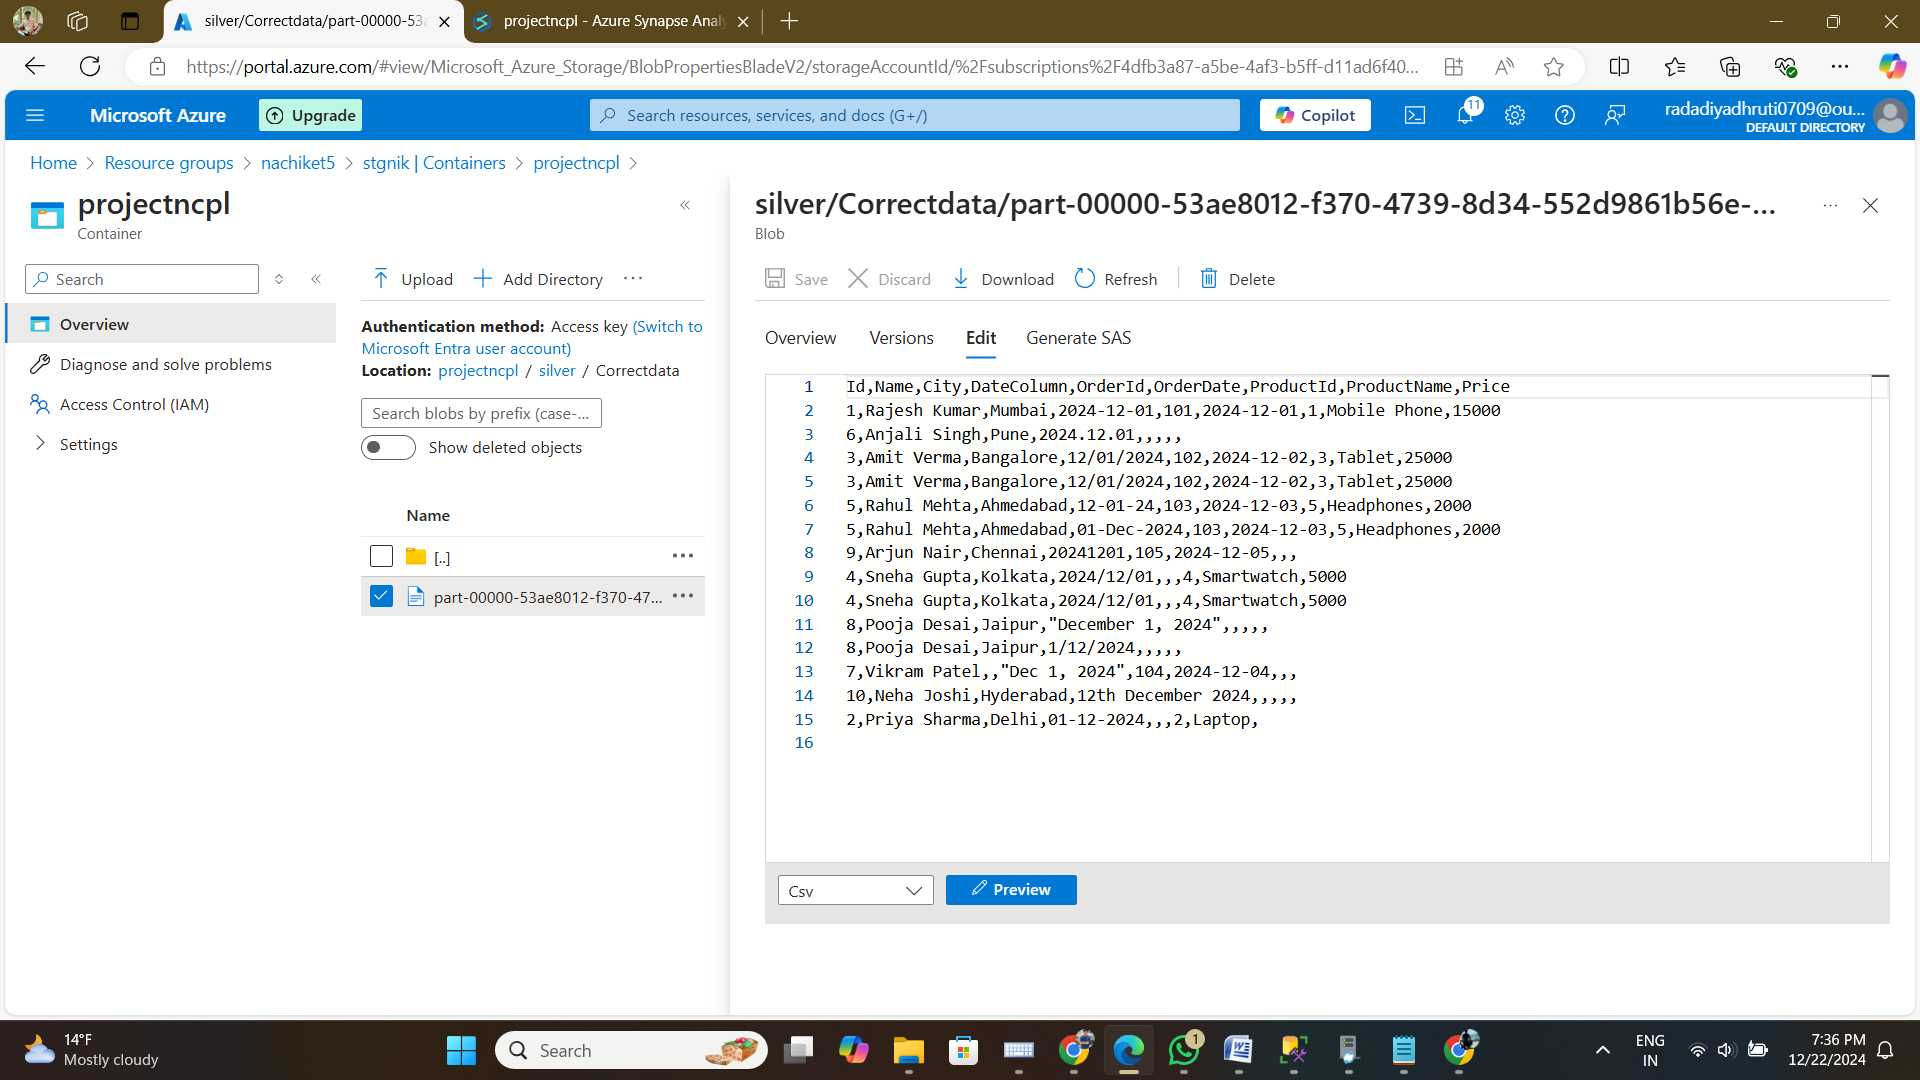 silver/Correctdata/part-00000-53a
projectncpl - Azure Synapse Analy
https://portal.azure.com/#view/Microsoft_Azure_Storage/BlobPropertiesBladeV2/storageAccountId/%2Fsubscriptions%2F4dfb3a87-a5be-4af3-b5ff-d11ad6f40...
Microsoft Azure
Upgrade
Search resources, services, and docs (G+/)
Copilot
11
radadiyadhruti0709@ou...
DEFAULT DIRECTORY
Home > Resource groups > nachiket5 > stgnik | Containers > projectncpl >
projectncpl
Container
Search
Overview
Diagnose and solve problems
Access Control (IAM)
Settings
Upload
Add Directory
Authentication method: Access key (Switch to
Microsoft Entra user account)
Location: projectncpl / silver / Correctdata
Search blobs by prefix (case-...
Show deleted objects
Name
[..]
part-00000-53ae8012-f370-47...
silver/Correctdata/part-00000-53ae8012-f370-4739-8d34-552d9861b56e-...
Blob
Save
Discard
Download
Refresh
Delete
Overview
Versions
Edit
Generate SAS
1 Id,Name,City,DateColumn,OrderId,OrderDate,ProductId,ProductName,Price
2 1,Rajesh Kumar,Mumbai,2024-12-01,101,2024-12-01,1,Mobile Phone,15000
3 6,Anjali Singh,Pune,2024.12.01,,,,,
4 3,Amit Verma,Bangalore,12/01/2024,102,2024-12-02,3,Tablet,25000
5 3,Amit Verma,Bangalore,12/01/2024,102,2024-12-02,3,Tablet,25000
6 5,Rahul Mehta,Ahmedabad,12-01-24,103,2024-12-03,5,Headphones,2000
7 5,Rahul Mehta,Ahmedabad,01-Dec-2024,103,2024-12-03,5,Headphones,2000
8 9,Arjun Nair,Chennai,20241201,105,2024-12-05,,,
9 4,Sneha Gupta,Kolkata,2024/12/01,,,4,Smartwatch,5000
10 4,Sneha Gupta,Kolkata,2024/12/01,,,4,Smartwatch,5000
11 8,Pooja Desai,Jaipur,"December 1, 2024",,,,,
12 8,Pooja Desai,Jaipur,1/12/2024,,,,,
13 7,Vikram Patel,,"Dec 1, 2024",104,2024-12-04,,,
14 10,Neha Joshi,Hyderabad,12th December 2024,,,,,
15 2,Priya Sharma,Delhi,01-12-2024,,,2,Laptop,
16
Csv
Preview
14°F
Mostly cloudy
Search
1
ENG
IN
7:36 PM
12/22/2024